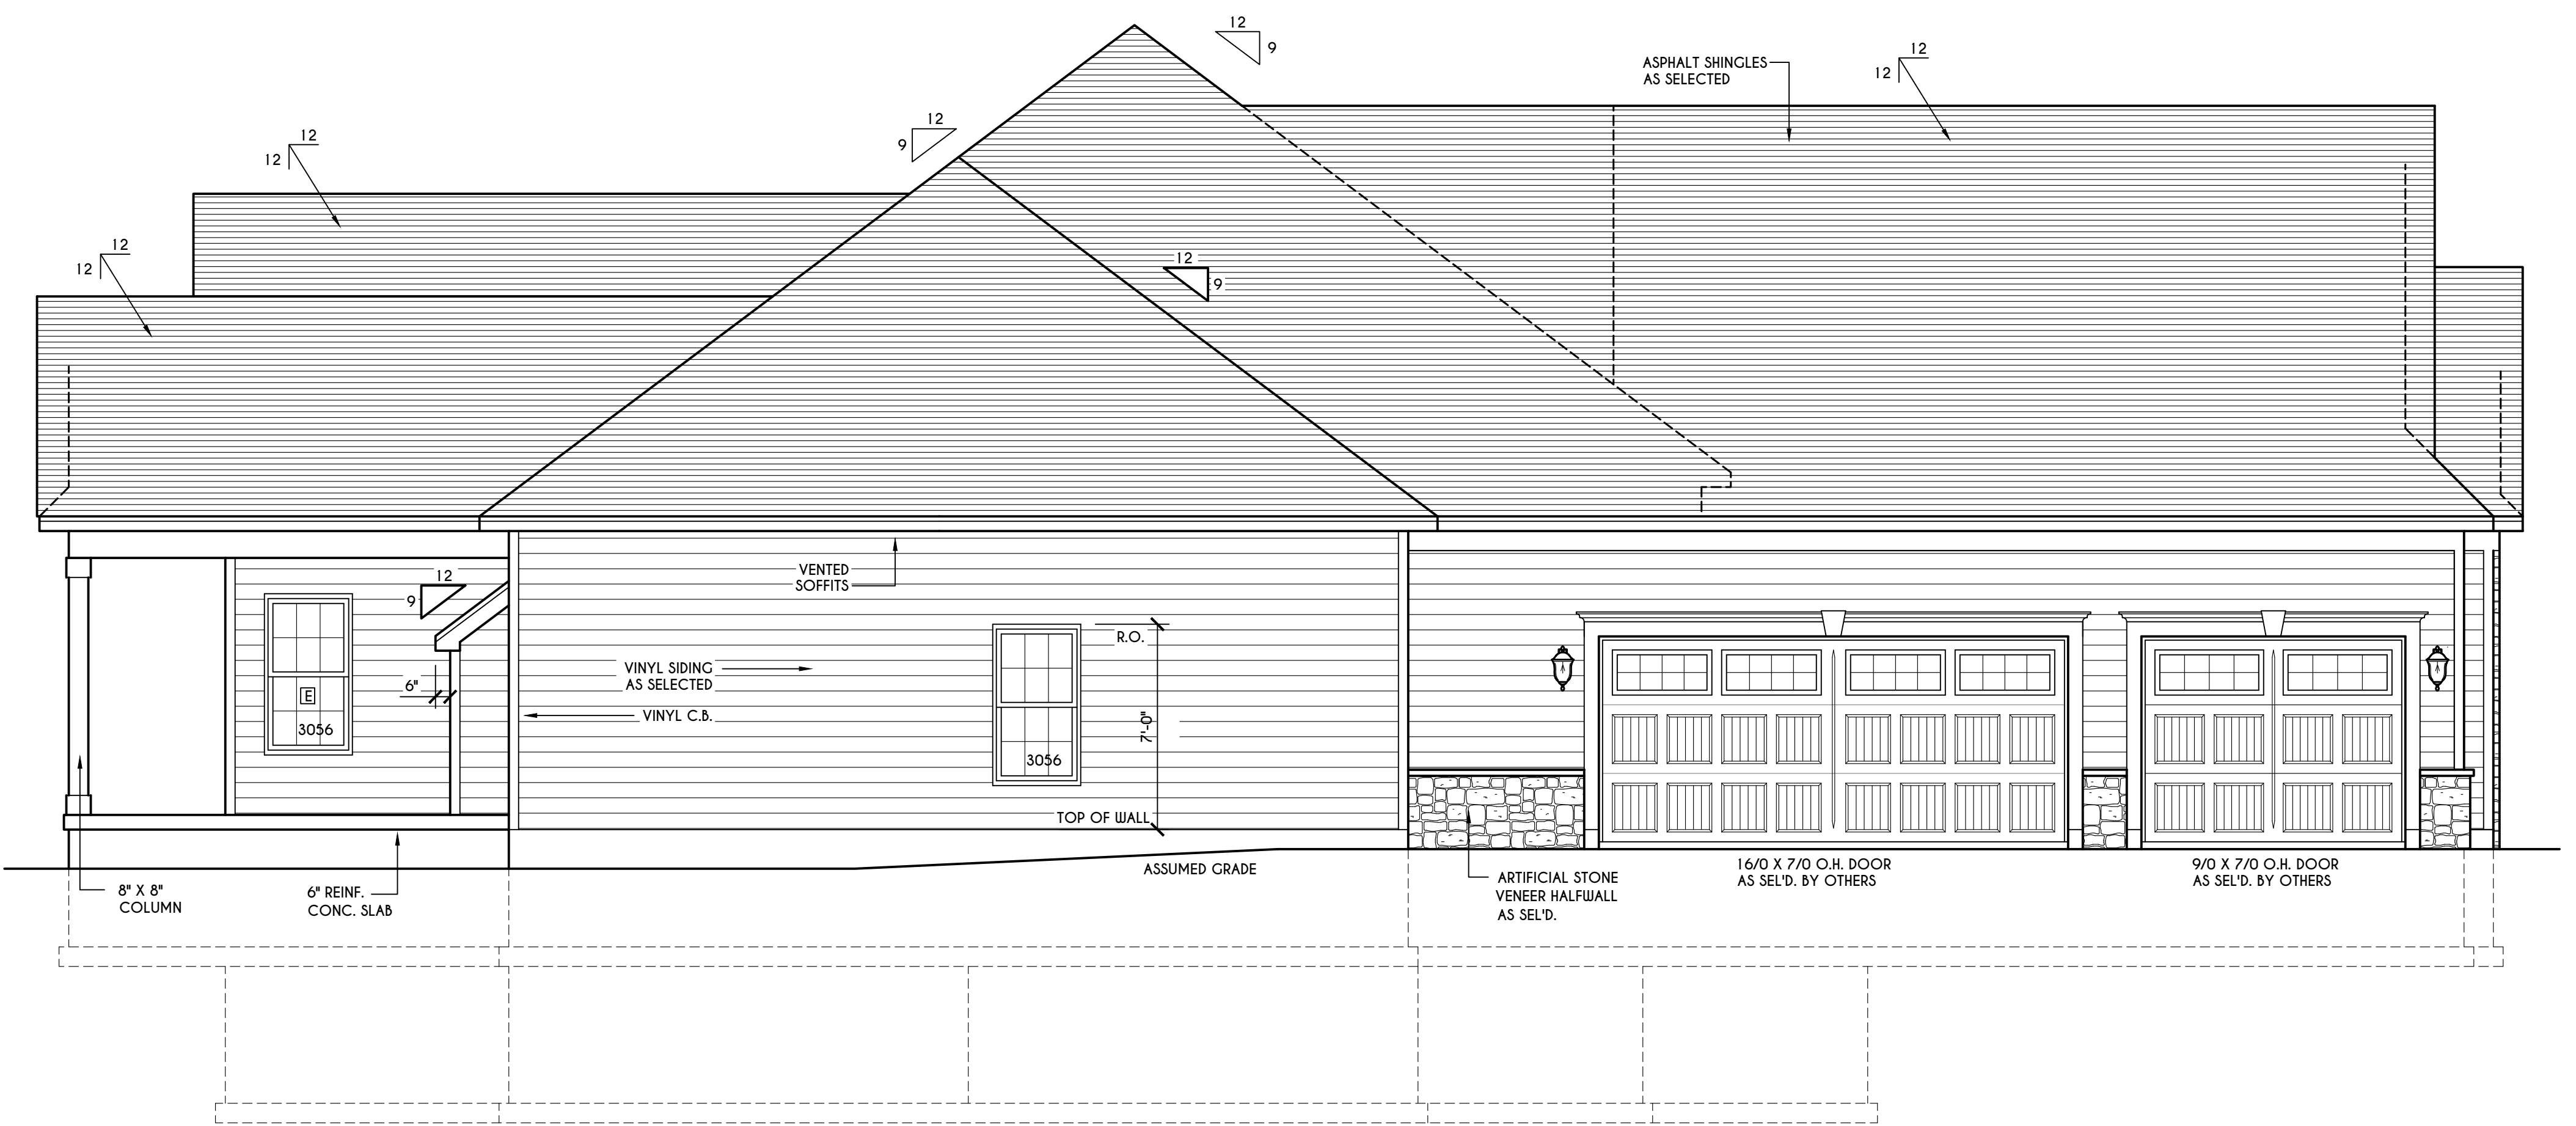 12
9
12
ASPHALT SHINGLES
AS SELECTED
12
12
9
12
12
12
12
12
9
VENTED
SOFFITS
12
9
R.O.
VINYL SIDING
AS SELECTED
6"
E
VINYL C.B.
7'-0"
3056
3056
TOP OF WALL
ASSUMED GRADE
16/0 X 7/0 O.H. DOOR
AS SEL'D. BY OTHERS
9/0 X 7/0 O.H. DOOR
AS SEL'D. BY OTHERS
8" X 8"
COLUMN
6" REINF.
CONC. SLAB
ARTIFICIAL STONE
VENEER HALFWALL
AS SEL'D.